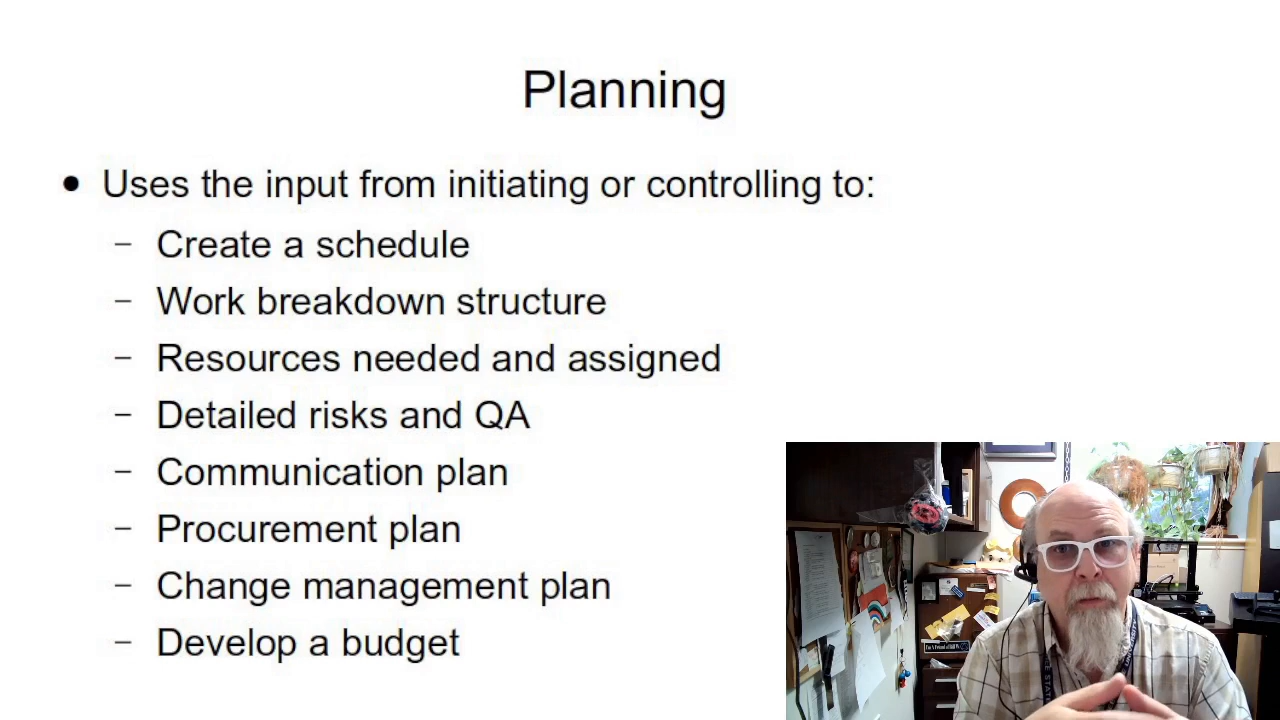 Planning
Uses the input from initiating or controlling to:
Create a schedule
Work breakdown structure
Resources needed and assigned
Detailed risks and QA
Communication plan
Procurement plan
Change management plan
Develop a budget